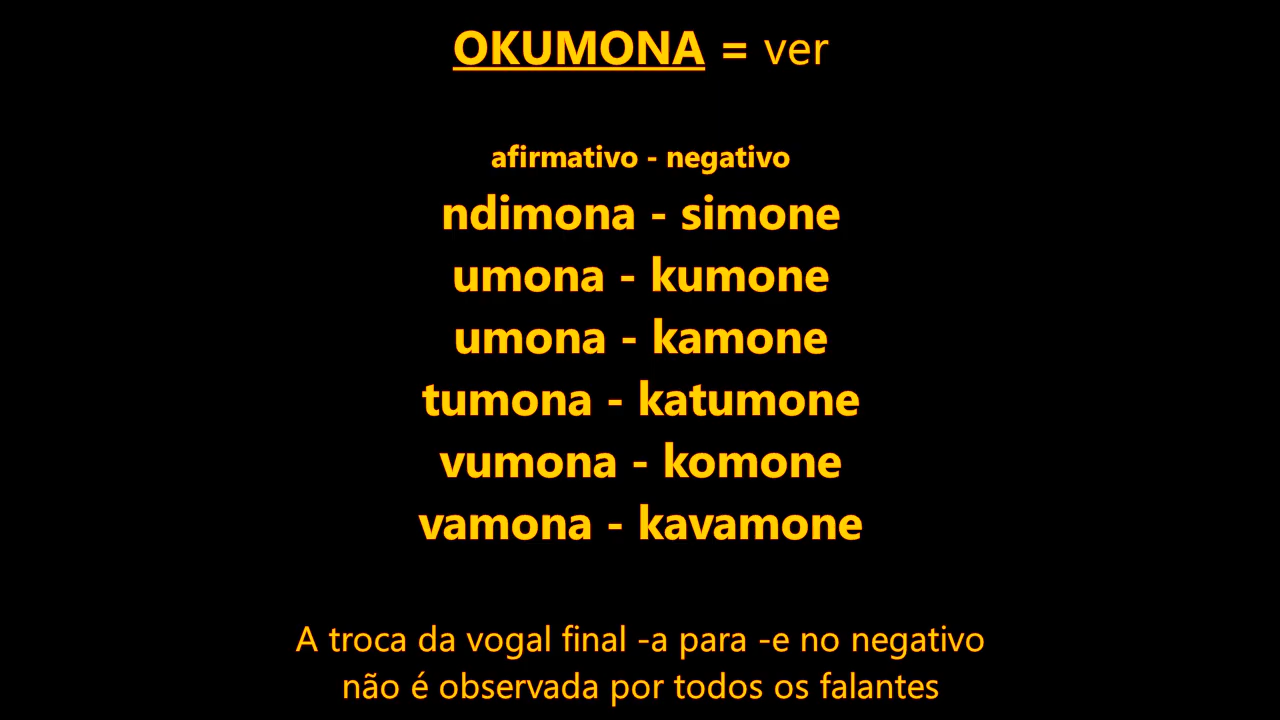 OKUMONA = ver
afirmativo - negativo
ndimona - simone
umona - kumone
umona - kamone
tumona - katumone
vumona - komone
vamona - kavamone
A troca da vogal final -a para -e no negativo
não é observada por todos os falantes